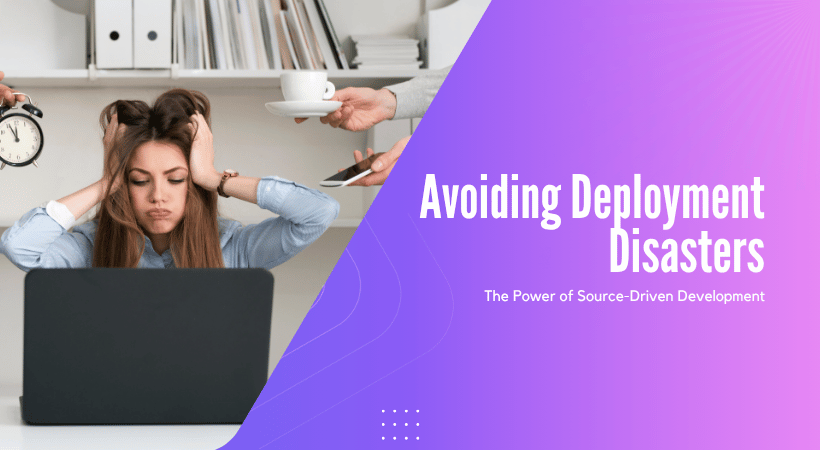 Avoiding Deployment
Disasters
The Power of Source-Driven Development